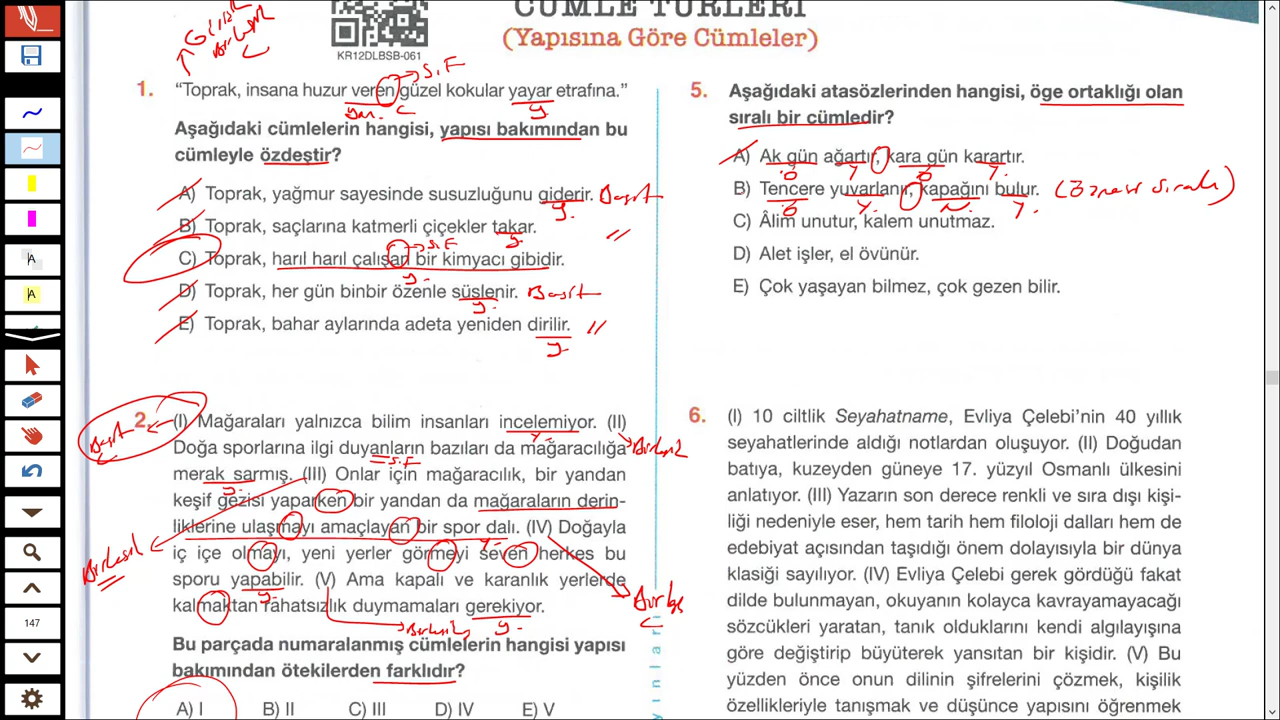 CÜMLE TÜRLERİ
(Yapısına Göre Cümleler)
KR12DLBSB-061
S.F
1. “Toprak, insana huzur veren güzel kokular yayar etrafına.”
y
Aşağıdaki cümlelerin hangisi, yapısı bakımından bu
cümleyle özdeştir?
A) Toprak, yağmur sayesinde susuzluğunu giderir. Basit
y.
B) Toprak, saçlarına katmerli çiçekler takar. "
y.
S.F
C) Toprak, harıl harıl çalışan bir kimyacı gibidir.
y.
D) Toprak, her gün binbir özenle süslenir. Basit
y.
E) Toprak, bahar aylarında adeta yeniden dirilir. "
y
2. (I) Mağaraları yalnızca bilim insanları incelemiyor. (II)
Basit
y.
Doğa sporlarına ilgi duyanların bazıları da mağaracılığa
S.F
merak sarmış. (III) Onlar için mağaracılık, bir yandan
y.
keşif gezisi yaparken bir yandan da mağaraların derin-
liklerine ulaşmayı amaçlayan bir spor dalı. (IV) Doğayla
y.
iç içe olmayı, yeni yerler görmeyi seven herkes bu
sporu yapabilir. (V) Ama kapalı ve karanlık yerlerde
y.
kalmaktan rahatsızlık duymamaları gerekiyor.
y.
Bu parçada numaralanmış cümlelerin hangisi yapısı
bakımından ötekilerden farklıdır?
A) I B) II C) III D) IV E) V
5. Aşağıdaki atasözlerinden hangisi, öge ortaklığı olan
sıralı bir cümledir?
A) Ak gün ağartır, kara gün karartır.
ö y ö y.
B) Tencere yuvarlanır, kapağını bulur. (Öznesi sıralı)
ö y. n y.
C) Âlim unutur, kalem unutmaz.
D) Alet işler, el övünür.
E) Çok yaşayan bilmez, çok gezen bilir.
6. (I) 10 ciltlik Seyahatname, Evliya Çelebi’nin 40 yıllık
seyahatlerinde aldığı notlardan oluşuyor. (II) Doğudan
batıya, kuzeyden güneye 17. yüzyıl Osmanlı ülkesini
anlatıyor. (III) Yazarın son derece renkli ve sıra dışı kişi-
liği nedeniyle eser, hem tarih hem filoloji dalları hem de
edebiyat açısından taşıdığı önem dolayısıyla bir dünya
klasiği sayılıyor. (IV) Evliya Çelebi gerek gördüğü fakat
dilde bulunmayan, okuyanın kolayca kavrayamayacağı
sözcükleri yaratan, tanık olduklarını kendi algılayışına
göre değiştirip büyüterek yansıtan bir kişidir. (V) Bu
yüzden önce onun dilinin şifrelerini çözmek, kişilik
özellikleriyle tanışmak ve düşünce yapısını öğrenmek
147